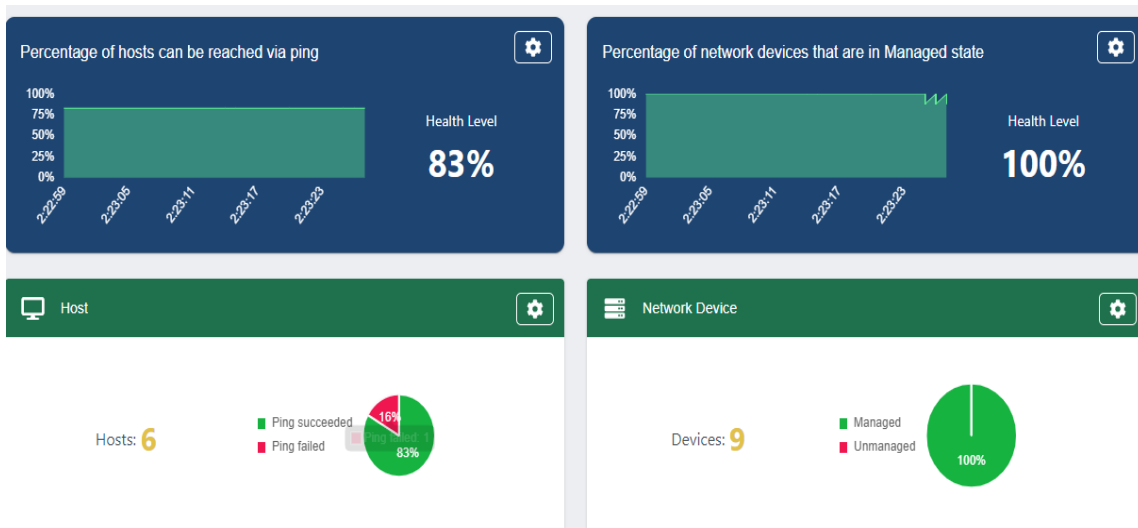 Percentage of hosts can be reached via ping
100%
75%
50%
25%
0%
2:22:59
2:23:05
2:23:11
2:23:17
2:23:23
Health Level
83%
Percentage of network devices that are in Managed state
100%
75%
50%
25%
0%
2:22:59
2:23:05
2:23:11
2:23:17
2:23:23
Health Level
100%
Host
Hosts: 6
Ping succeeded
Ping failed
16%
Ping failed: 1
83%
Network Device
Devices: 9
Managed
Unmanaged
100%